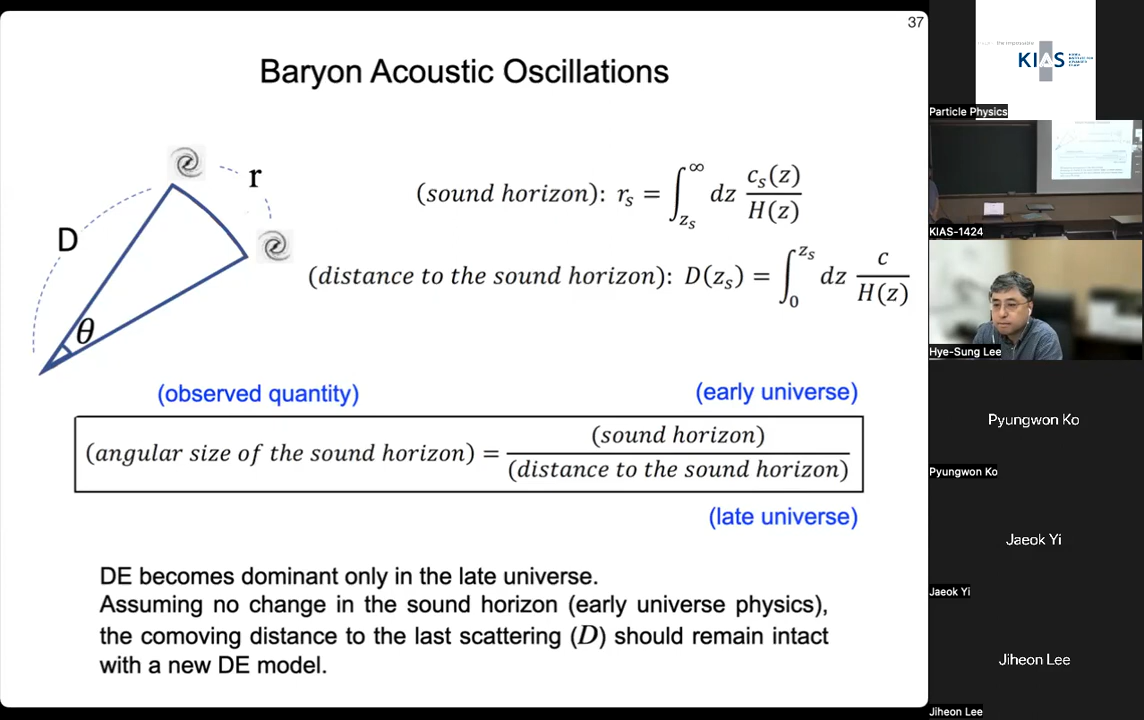 37
Baryon Acoustic Oscillations
D
r
θ
(sound horizon): r_s = ∫_{z_s}^{∞} dz c_s(z)/H(z)
(distance to the sound horizon): D(z_s) = ∫_{0}^{z_s} dz c/H(z)
(observed quantity)
(early universe)
(angular size of the sound horizon) = (sound horizon)/(distance to the sound horizon)
(late universe)
DE becomes dominant only in the late universe.
Assuming no change in the sound horizon (early universe physics),
the comoving distance to the last scattering (D) should remain intact
with a new DE model.
KIAS
Particle Physics
KIAS-1424
Hye-Sung Lee
Pyungwon Ko
Pyungwon Ko
Jaeok Yi
Jaeok Yi
Jiheon Lee
Jiheon Lee